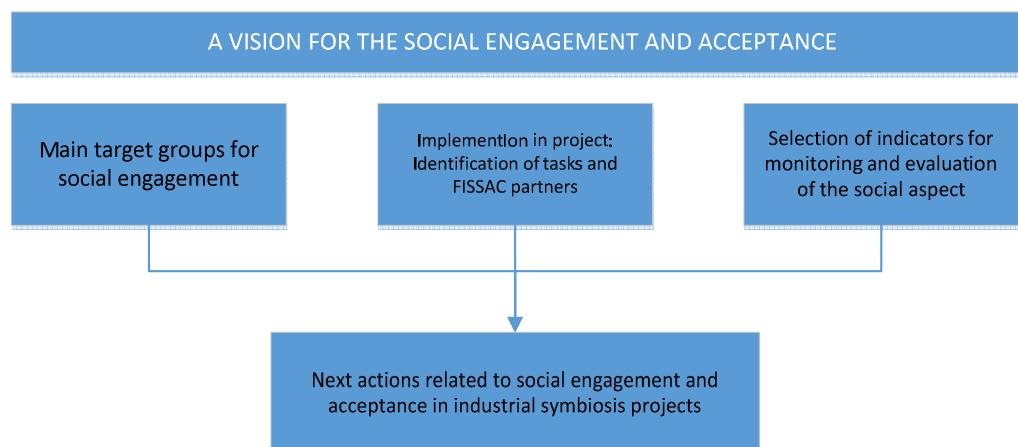 A VISION FOR THE SOCIAL ENGAGEMENT AND ACCEPTANCE
Main target groups for
social engagement
Implemention in project:
Identification of tasks and
FISSAC partners
Selection of indicators for
monitoring and evaluation
of the social aspect
Next actions related to social engagement and
acceptance in industrial symbiosis projects